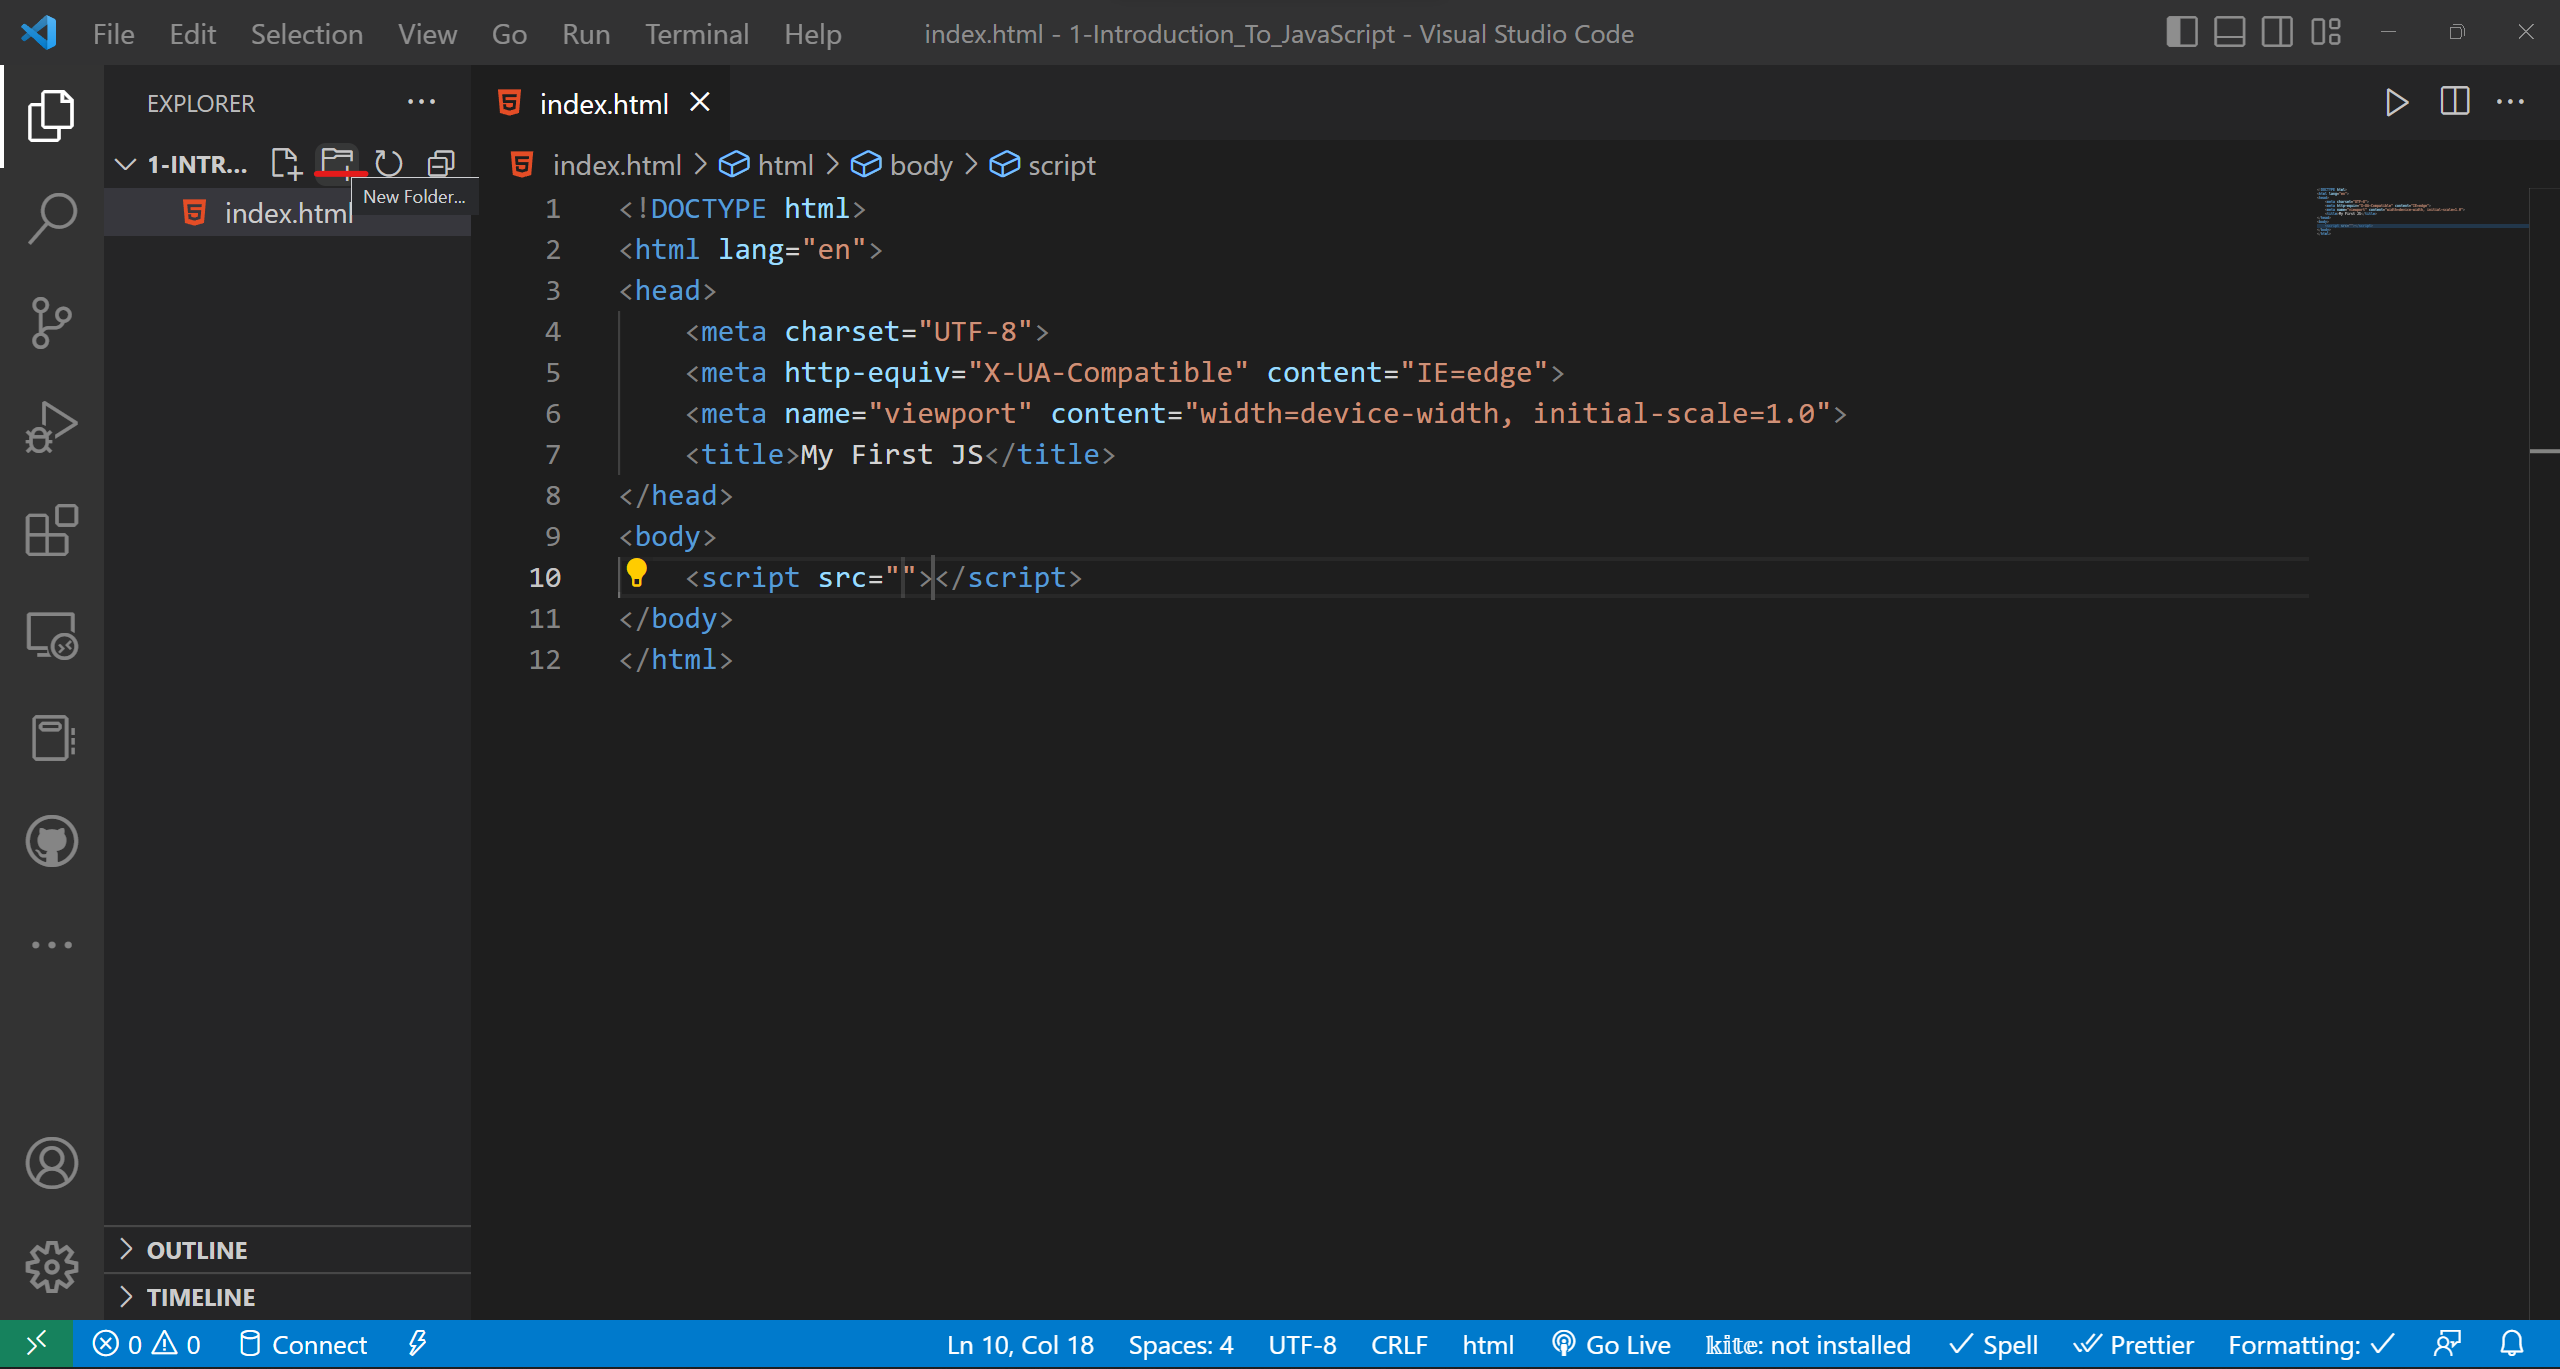 File Edit Selection View Go Run Terminal Help index.html - 1-Introduction_To_JavaScript - Visual Studio Code
EXPLORER
index.html
1-INTR...
New Folder...
index.html
index.html > html > body > script
1 <!DOCTYPE html>
2 <html lang="en">
3 <head>
4     <meta charset="UTF-8">
5     <meta http-equiv="X-UA-Compatible" content="IE=edge">
6     <meta name="viewport" content="width=device-width, initial-scale=1.0">
7     <title>My First JS</title>
8 </head>
9 <body>
10     <script src=""></script>
11 </body>
12 </html>
OUTLINE
TIMELINE
0 0 Connect Ln 10, Col 18 Spaces: 4 UTF-8 CRLF html Go Live kite: not installed Spell Prettier Formatting: